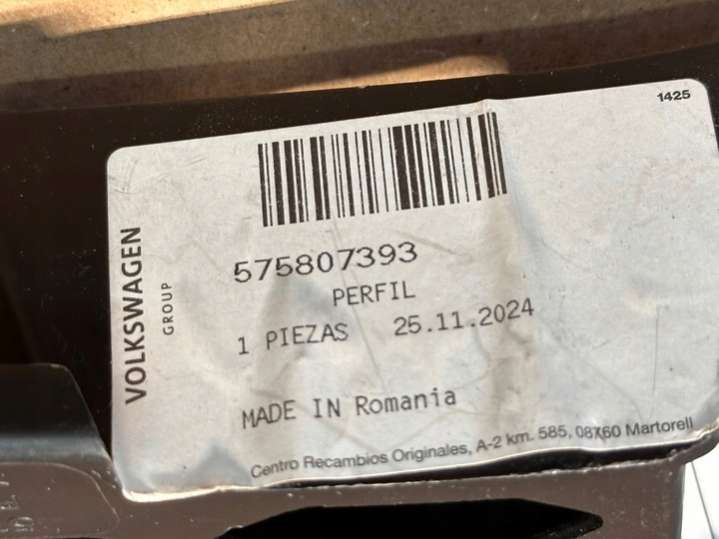 1425
VOLKSWAGEN
GROUP
575807393
PERFIL
1 PIEZAS 25.11.2024
MADE IN Romania
Centro Recambios Originales, A-2 km. 585, 08760 Martorell